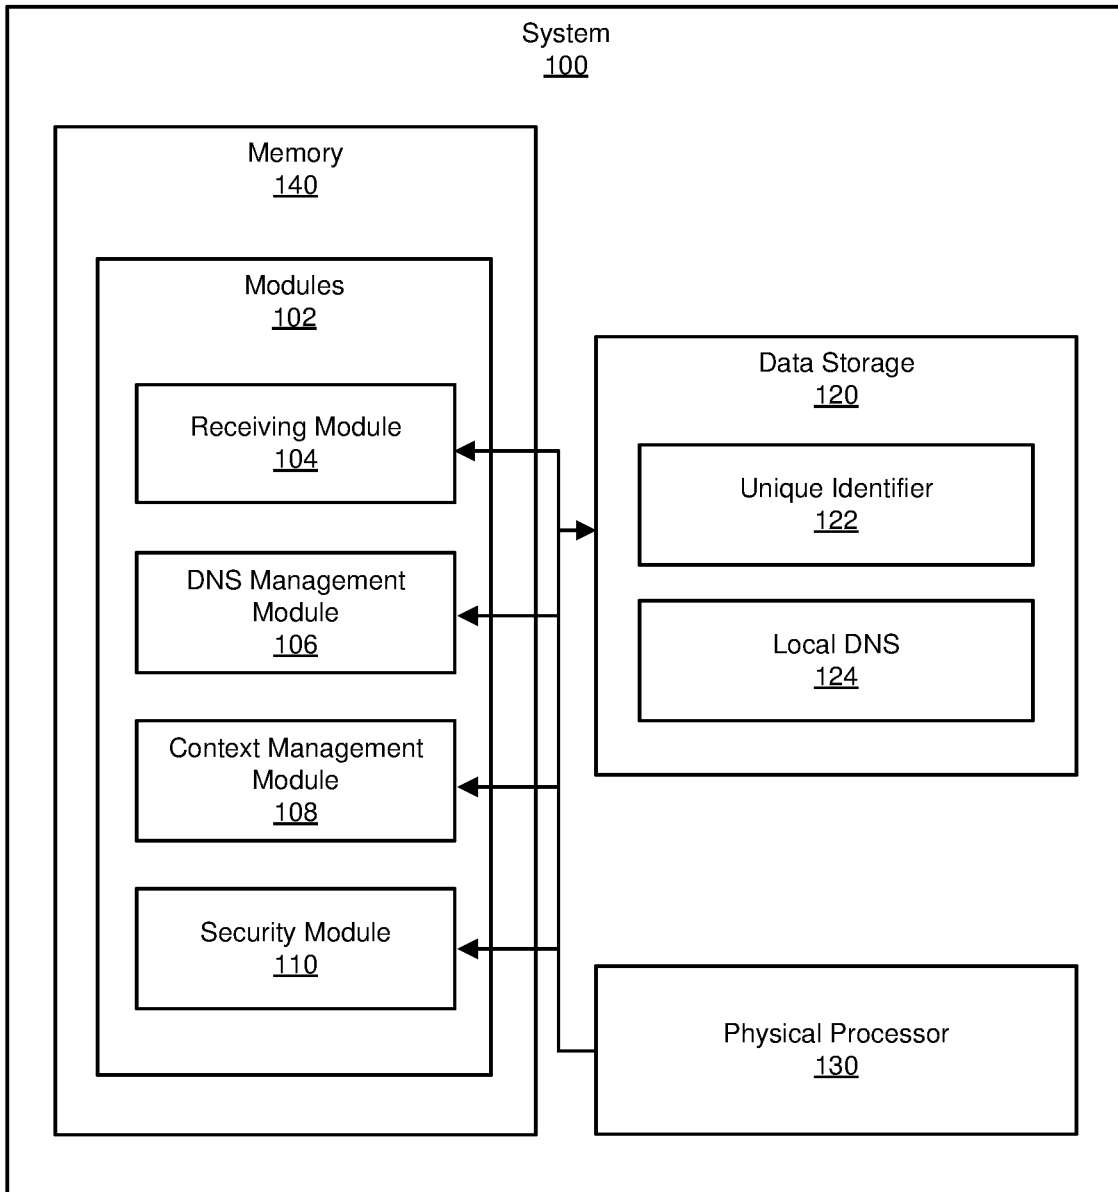 System
100
Memory
140
Modules
102
Receiving Module
104
DNS Management
Module
106
Context Management
Module
108
Security Module
110
Data Storage
120
Unique Identifier
122
Local DNS
124
Physical Processor
130